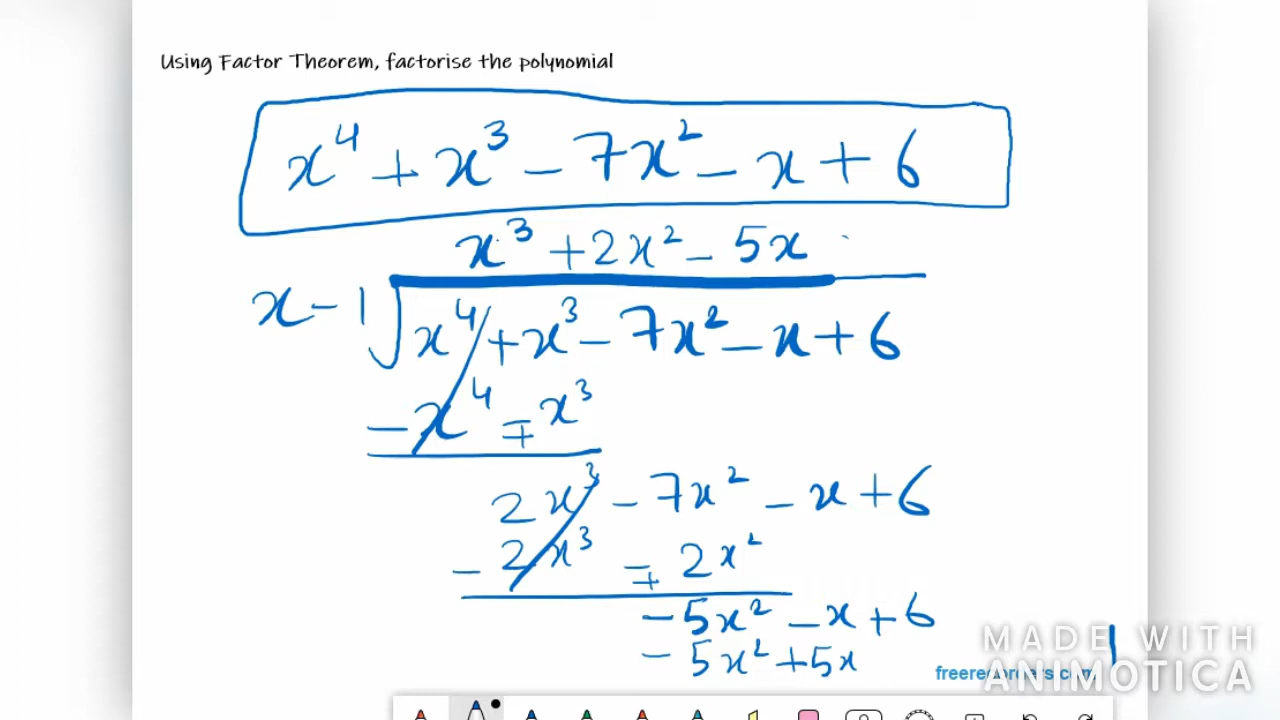 Using Factor Theorem, factorise the polynomial
x⁴ + x³ - 7x² - x + 6
x³ + 2x² - 5x
x - 1 √ x⁴ + x³ - 7x² - x + 6
- x⁴ ∓ x³
2x³ - 7x² - x + 6
- 2x³ ∓ 2x²
- 5x² - x + 6
- 5x² + 5x
MADE WITH
ANIMOTICA